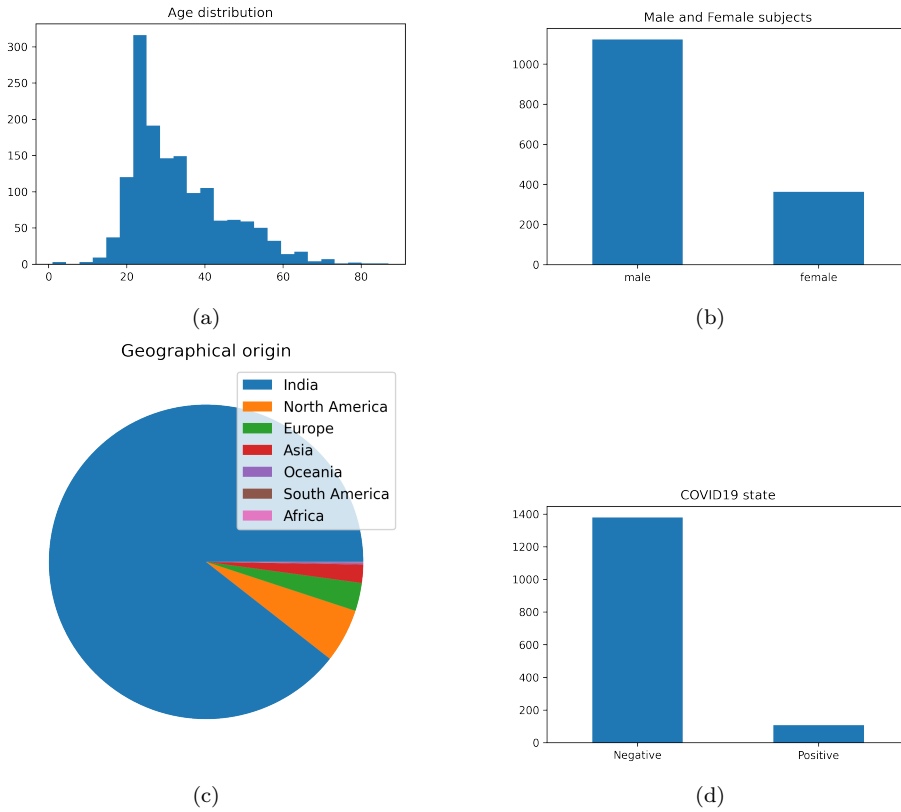 Age distribution
300
250
200
150
100
50
0
0 20 40 60 80
(a)
Male and Female subjects
1000
800
600
400
200
0
male female
(b)
Geographical origin
India
North America
Europe
Asia
Oceania
South America
Africa
(c)
COVID19 state
1400
1200
1000
800
600
400
200
0
Negative Positive
(d)